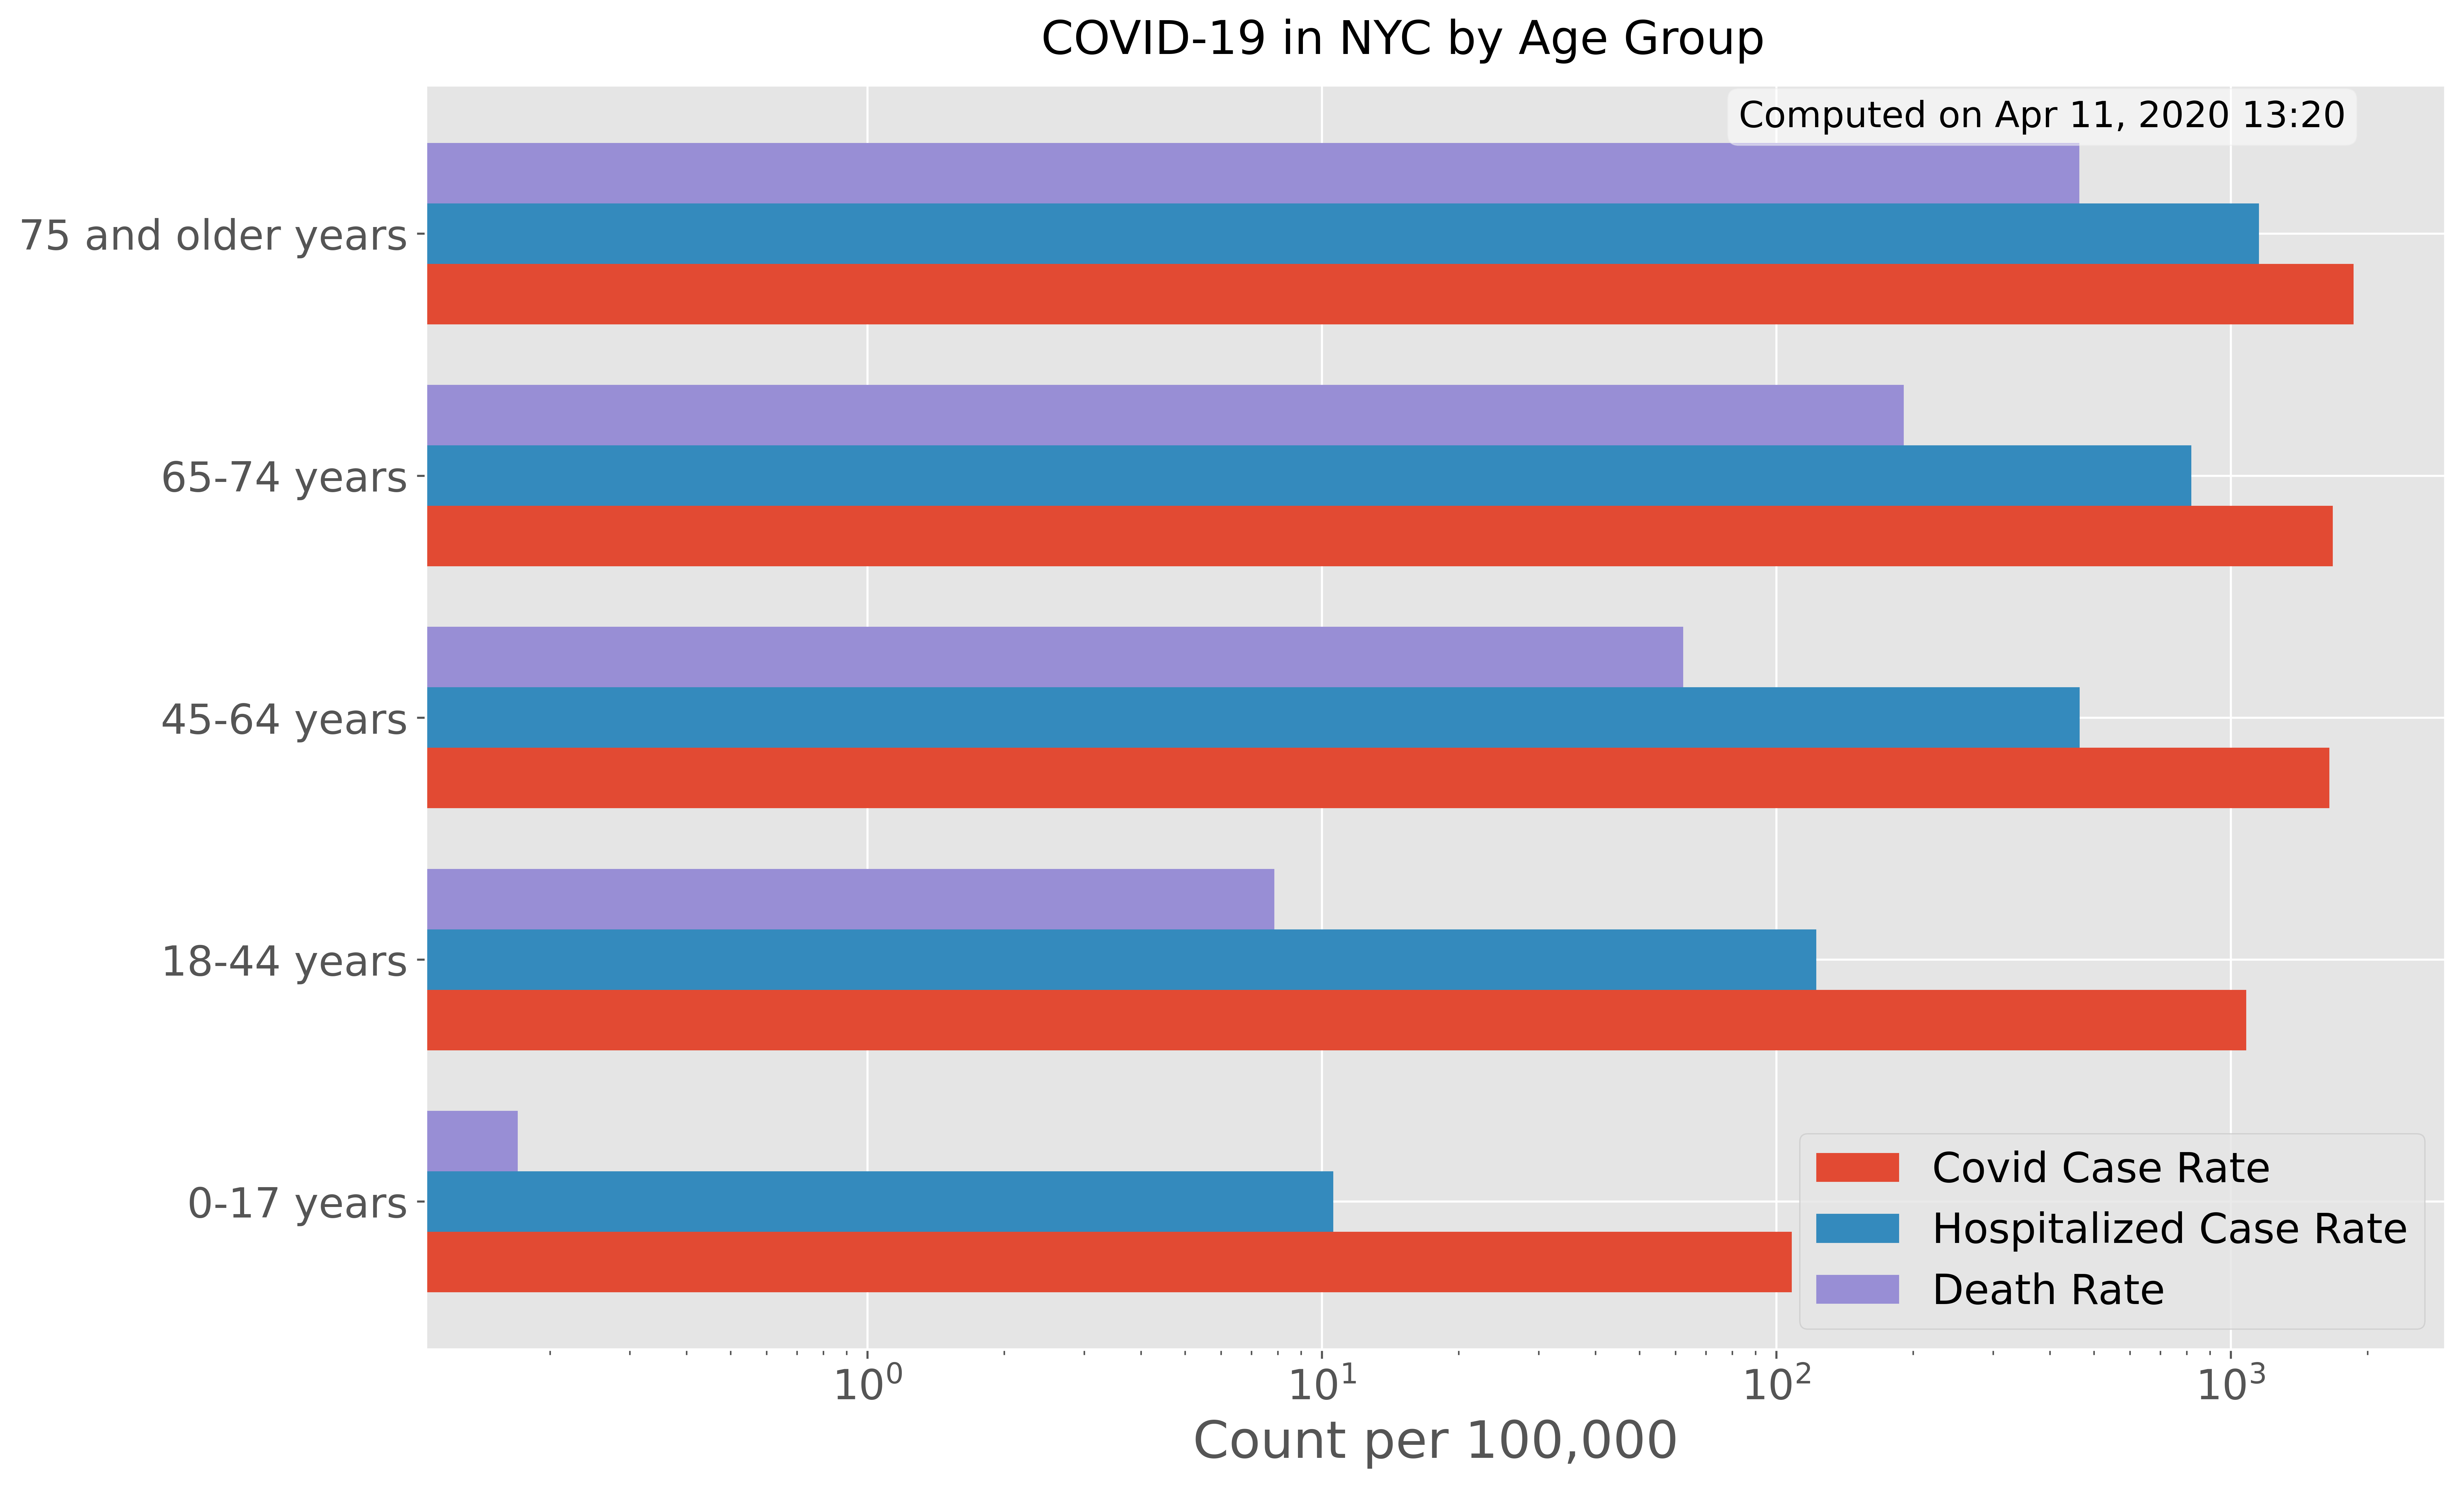 COVID-19 in NYC by Age Group
Computed on Apr 11, 2020 13:20
75 and older years
65-74 years
45-64 years
18-44 years
0-17 years
Covid Case Rate
Hospitalized Case Rate
Death Rate
10⁰ 10¹ 10² 10³
Count per 100,000